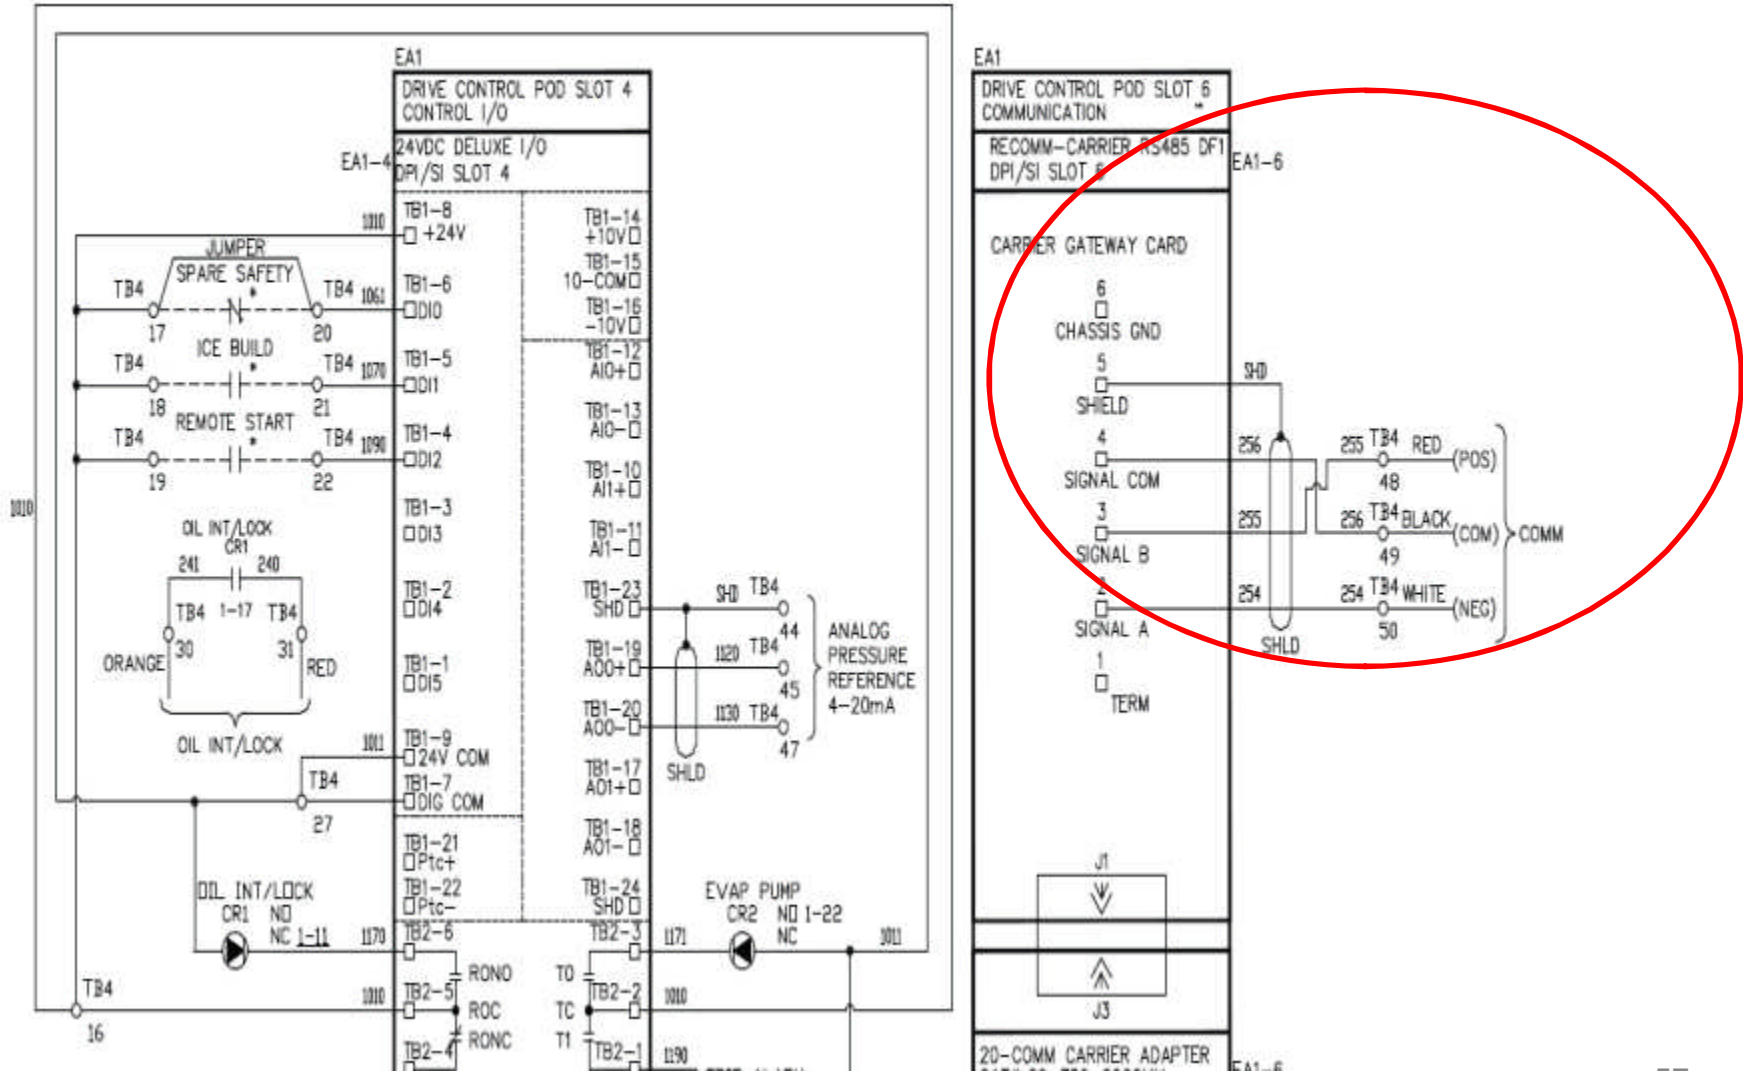 EA1
DRIVE CONTROL POD SLOT 4
CONTROL I/O
EA1-4
24VDC DELUXE I/O
DPI/SI SLOT 4
1010
TB1-8
+24V
JUMPER
SPARE SAFETY
*
TB4
17
TB4
20
1061
TB1-6
DI0
ICE BUILD
*
TB4
18
TB4
21
1070
TB1-5
DI1
REMOTE START
*
TB4
19
TB4
22
1090
TB1-4
DI2
1010
TB1-3
DI3
OIL INT/LOCK
CR1
241
240
TB4
1-17
TB4
30
31
ORANGE
RED
OIL INT/LOCK
TB1-2
DI4
TB1-1
DI5
1011
TB1-9
24V COM
TB4
27
TB1-7
DIG COM
TB1-21
Ptc+
TB1-22
Ptc-
OIL INT/LOCK
CR1 NO
NC 1-11
1170
TB2-6
RONO
TB4
16
1010
TB2-5
ROC
RONC
TB2-4
TB1-14
+10V
TB1-15
10-COM
TB1-16
-10V
TB1-12
AI0+
TB1-13
AI0-
TB1-10
AI1+
TB1-11
AI1-
TB1-23
SHD
SHD
TB4
44
TB1-19
AO0+
1120
TB4
45
TB1-20
AO0-
1130
TB4
47
SHLD
ANALOG
PRESSURE
REFERENCE
4-20mA
TB1-17
AO1+
TB1-18
AO1-
TB1-24
SHD
EVAP PUMP
CR2 NO 1-22
NC
TB2-3
1171
1011
T0
TB2-2
1010
TC
T1
TB2-1
1190
EA1
DRIVE CONTROL POD SLOT 6
COMMUNICATION
RECOMM-CARRIER RS485 DF1
DPI/SI SLOT 6
EA1-6
CARRIER GATEWAY CARD
6
CHASSIS GND
5
SHIELD
SHD
4
SIGNAL COM
256
255
TB4
RED
(POS)
48
3
SIGNAL B
255
256
TB4
BLACK
(COM)
COMM
49
2
SIGNAL A
254
254
TB4
WHITE
(NEG)
50
SHLD
1
TERM
J1
J3
20-COMM CARRIER ADAPTER
EA1-6